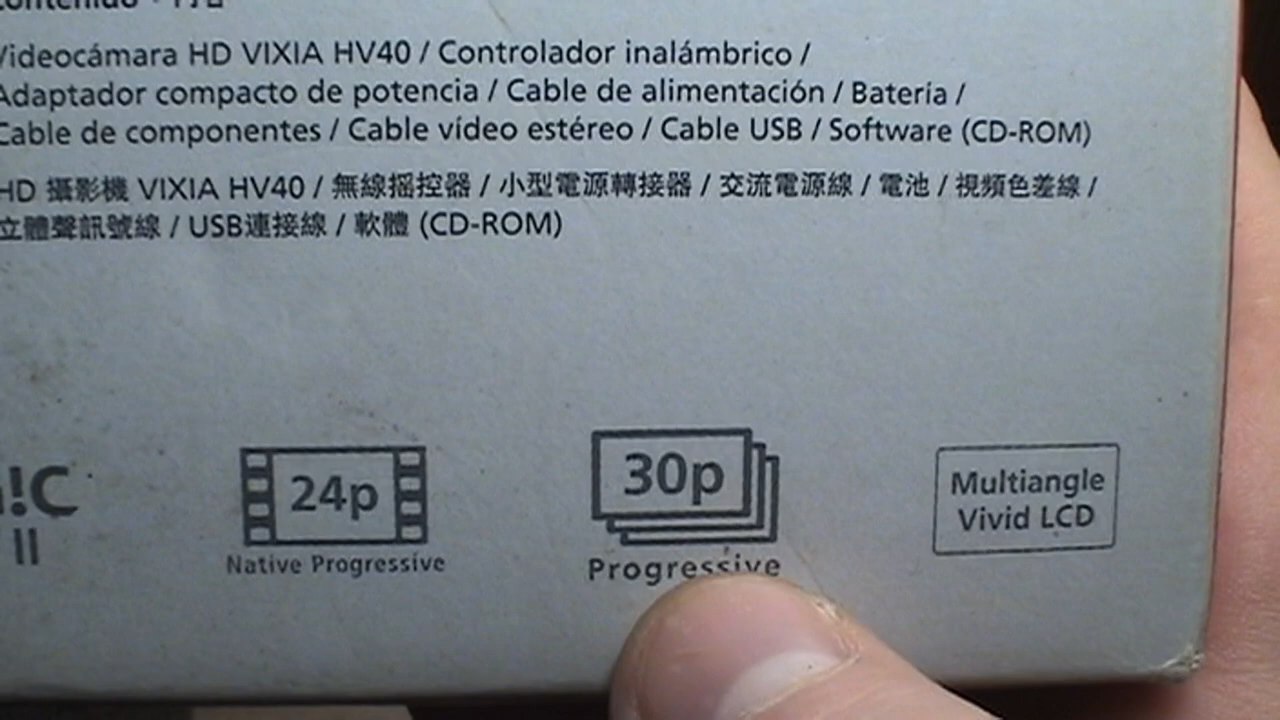 Contenido · 內含
Videocámara HD VIXIA HV40 / Controlador inalámbrico /
Adaptador compacto de potencia / Cable de alimentación / Batería /
Cable de componentes / Cable vídeo estéreo / Cable USB / Software (CD-ROM)
HD 攝影機 VIXIA HV40 / 無線搖控器 / 小型電源轉接器 / 交流電源線 / 電池 / 視頻色差線 /
立體聲訊號線 / USB連接線 / 軟體 (CD-ROM)
!C
II
24p
Native Progressive
30p
Progressive
Multiangle
Vivid LCD